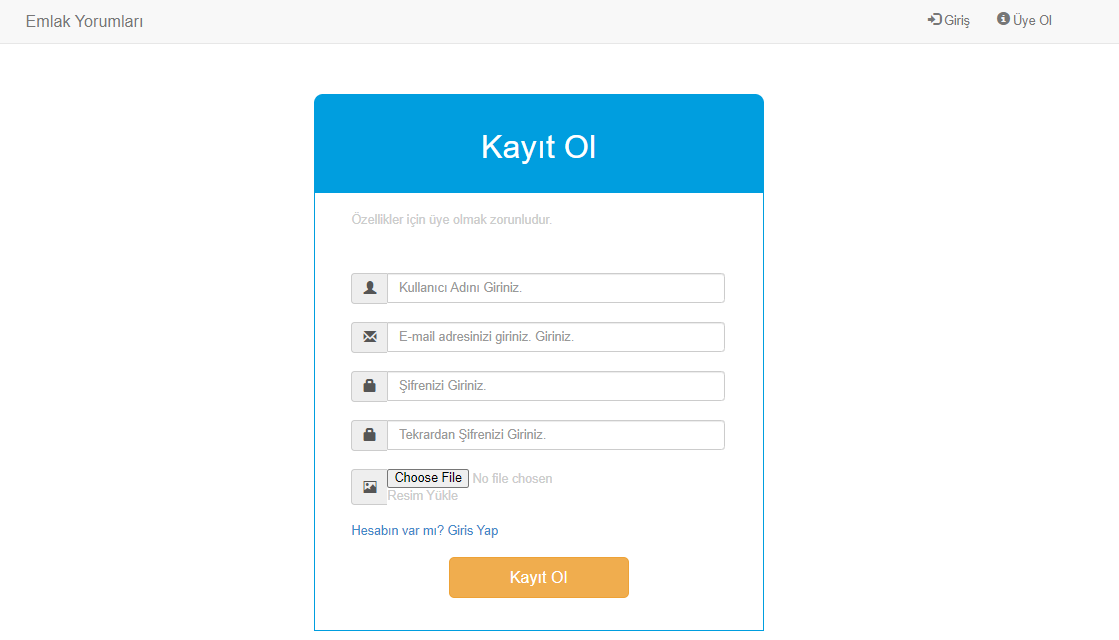 Emlak Yorumları
Giriş
Üye Ol
Kayıt Ol
Özellikler için üye olmak zorunludur.
Kullanıcı Adını Giriniz.
E-mail adresinizi giriniz. Giriniz.
Şifrenizi Giriniz.
Tekrardan Şifrenizi Giriniz.
Choose File No file chosen
Resim Yükle
Hesabın var mı? Giris Yap
Kayıt Ol